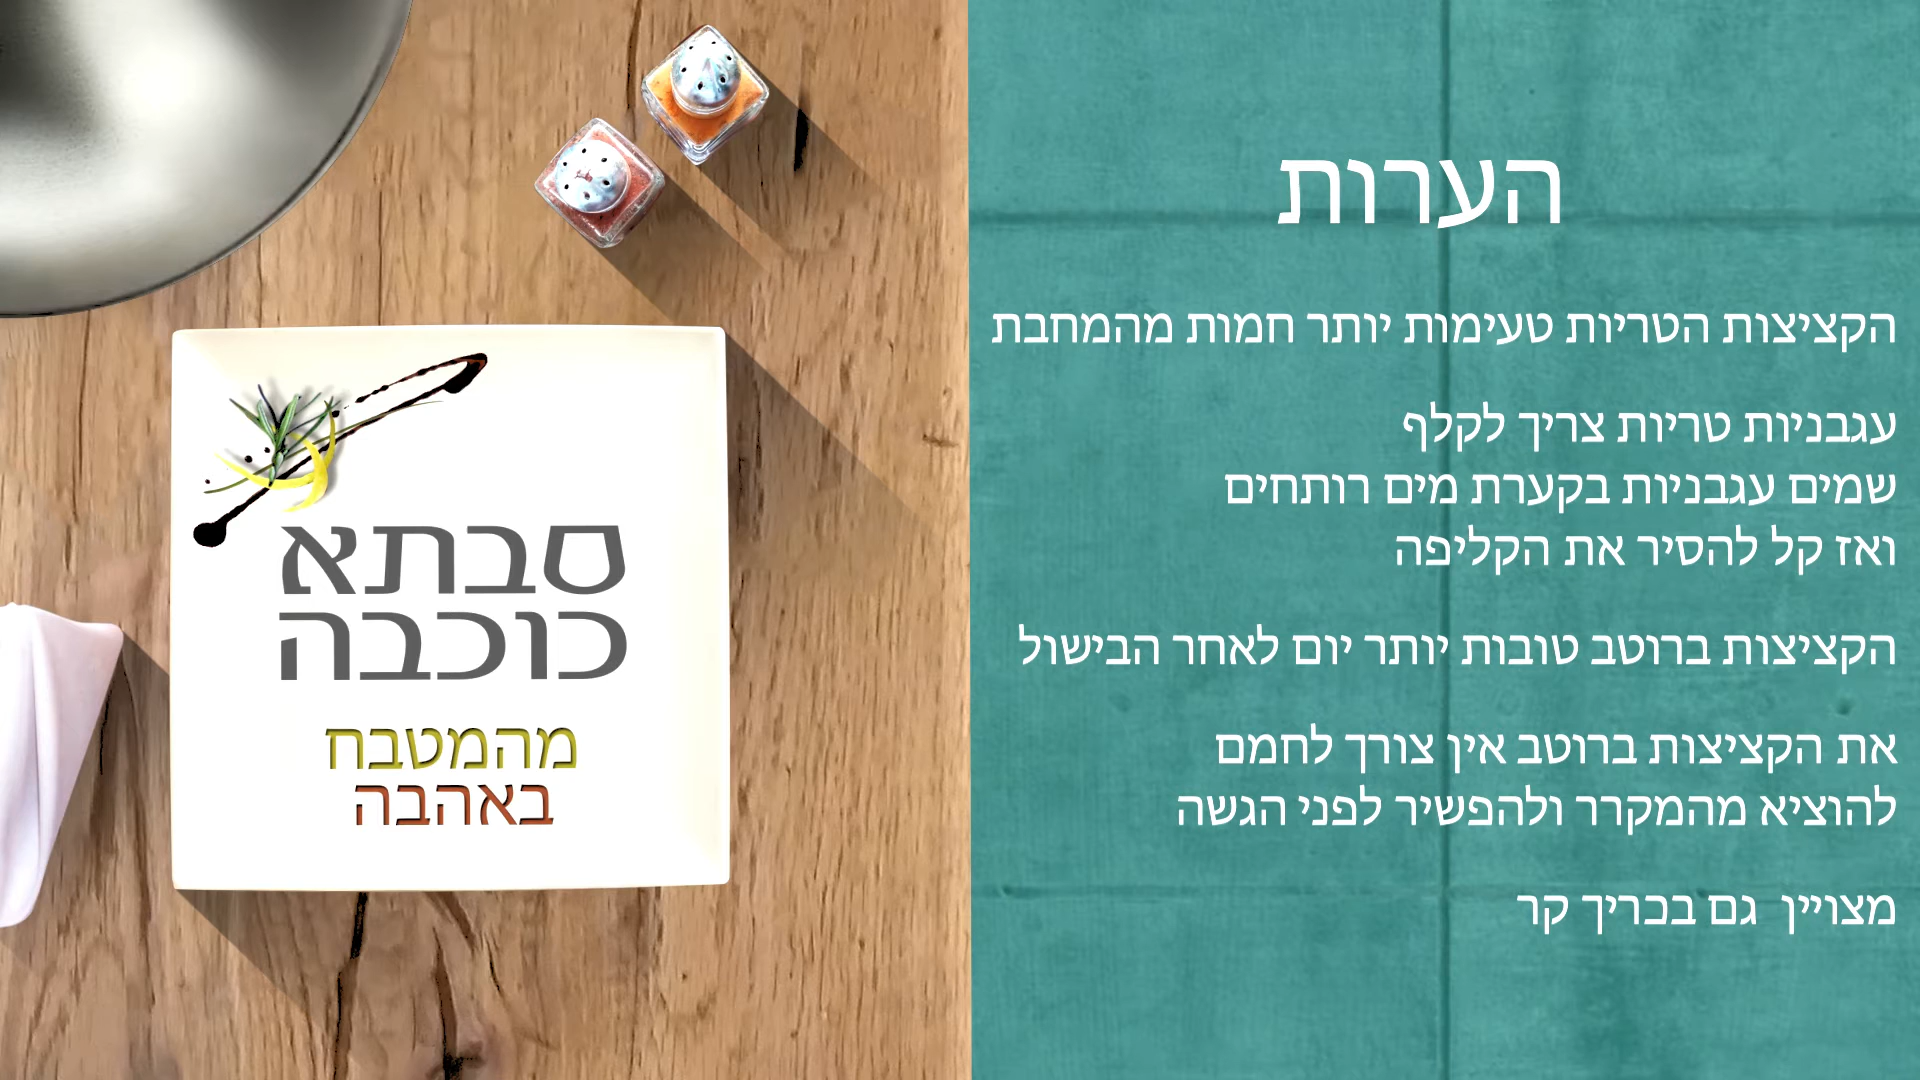 הערות
הקציצות הטריות טעימות יותר חמות מהמחבת
עגבניות טריות צריך לקלף
שמים עגבניות בקערת מים רותחים
ואז קל להסיר את הקליפה
הקציצות ברוטב טובות יותר יום לאחר הבישול
את הקציצות ברוטב אין צורך לחמם
להוציא מהמקרר ולהפשיר לפני הגשה
מצויין גם בכריך קר
סבתא
כוכבה
מהמטבח
באהבה